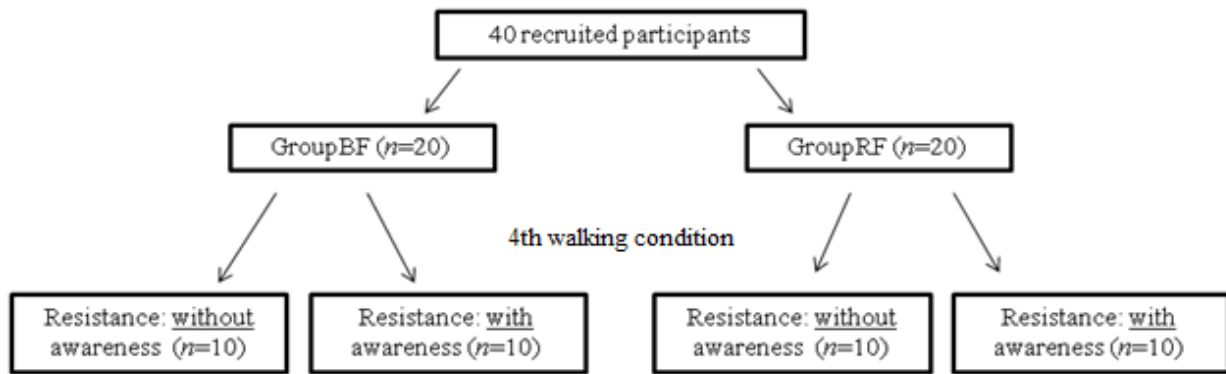 40 recruited participants
GroupBF (n=20)
GroupRF (n=20)
4th walking condition
Resistance: without
awareness (n=10)
Resistance: with
awareness (n=10)
Resistance: without
awareness (n=10)
Resistance: with
awareness (n=10)